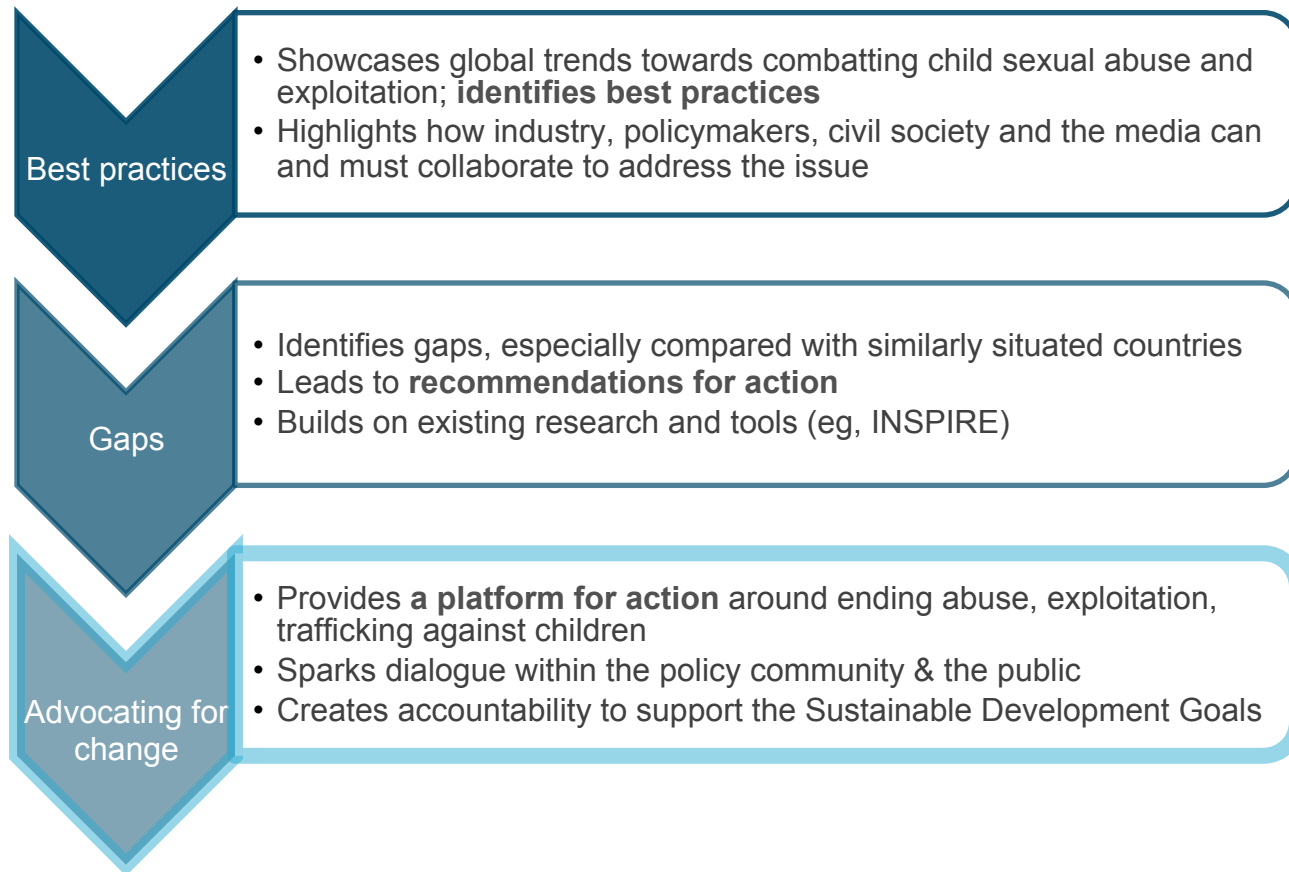 Best practices
• Showcases global trends towards combatting child sexual abuse and
exploitation; identifies best practices
• Highlights how industry, policymakers, civil society and the media can
and must collaborate to address the issue
Gaps
• Identifies gaps, especially compared with similarly situated countries
• Leads to recommendations for action
• Builds on existing research and tools (eg, INSPIRE)
Advocating for
change
• Provides a platform for action around ending abuse, exploitation,
trafficking against children
• Sparks dialogue within the policy community & the public
• Creates accountability to support the Sustainable Development Goals